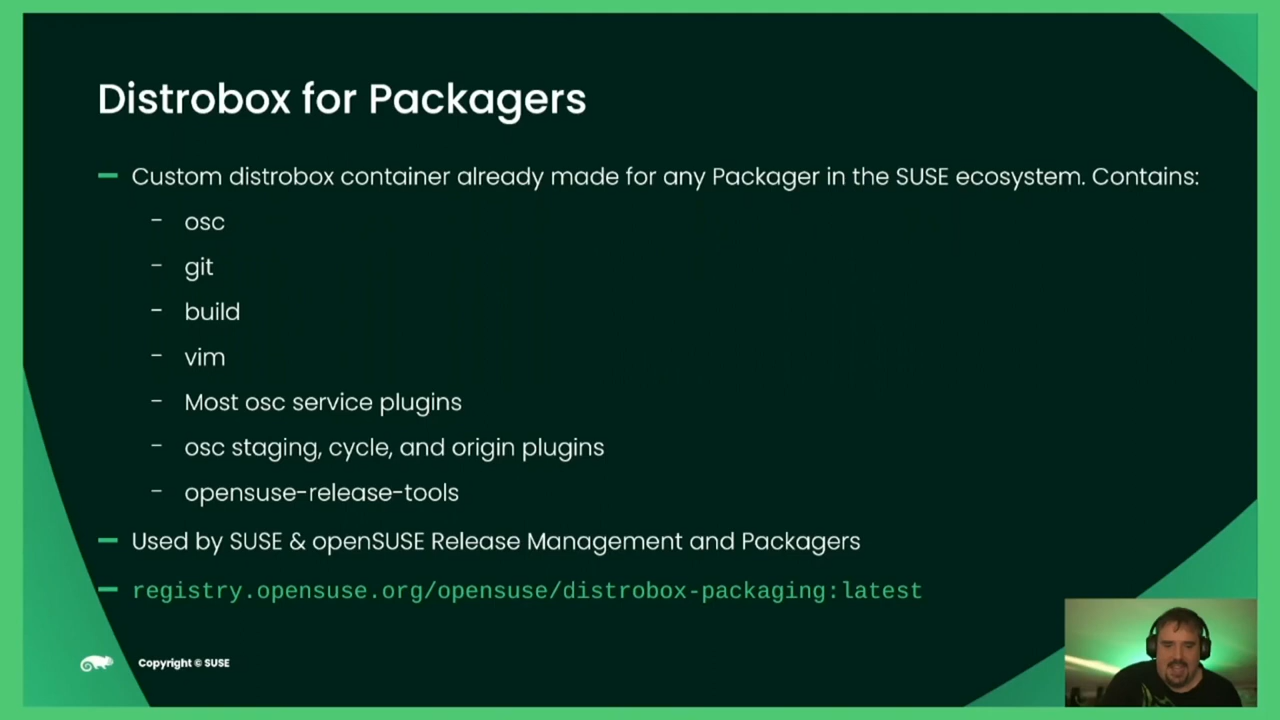 Distrobox for Packagers
— Custom distrobox container already made for any Packager in the SUSE ecosystem. Contains:
- osc
- git
- build
- vim
- Most osc service plugins
- osc staging, cycle, and origin plugins
- opensuse-release-tools
— Used by SUSE & openSUSE Release Management and Packagers
— registry.opensuse.org/opensuse/distrobox-packaging:latest
Copyright © SUSE